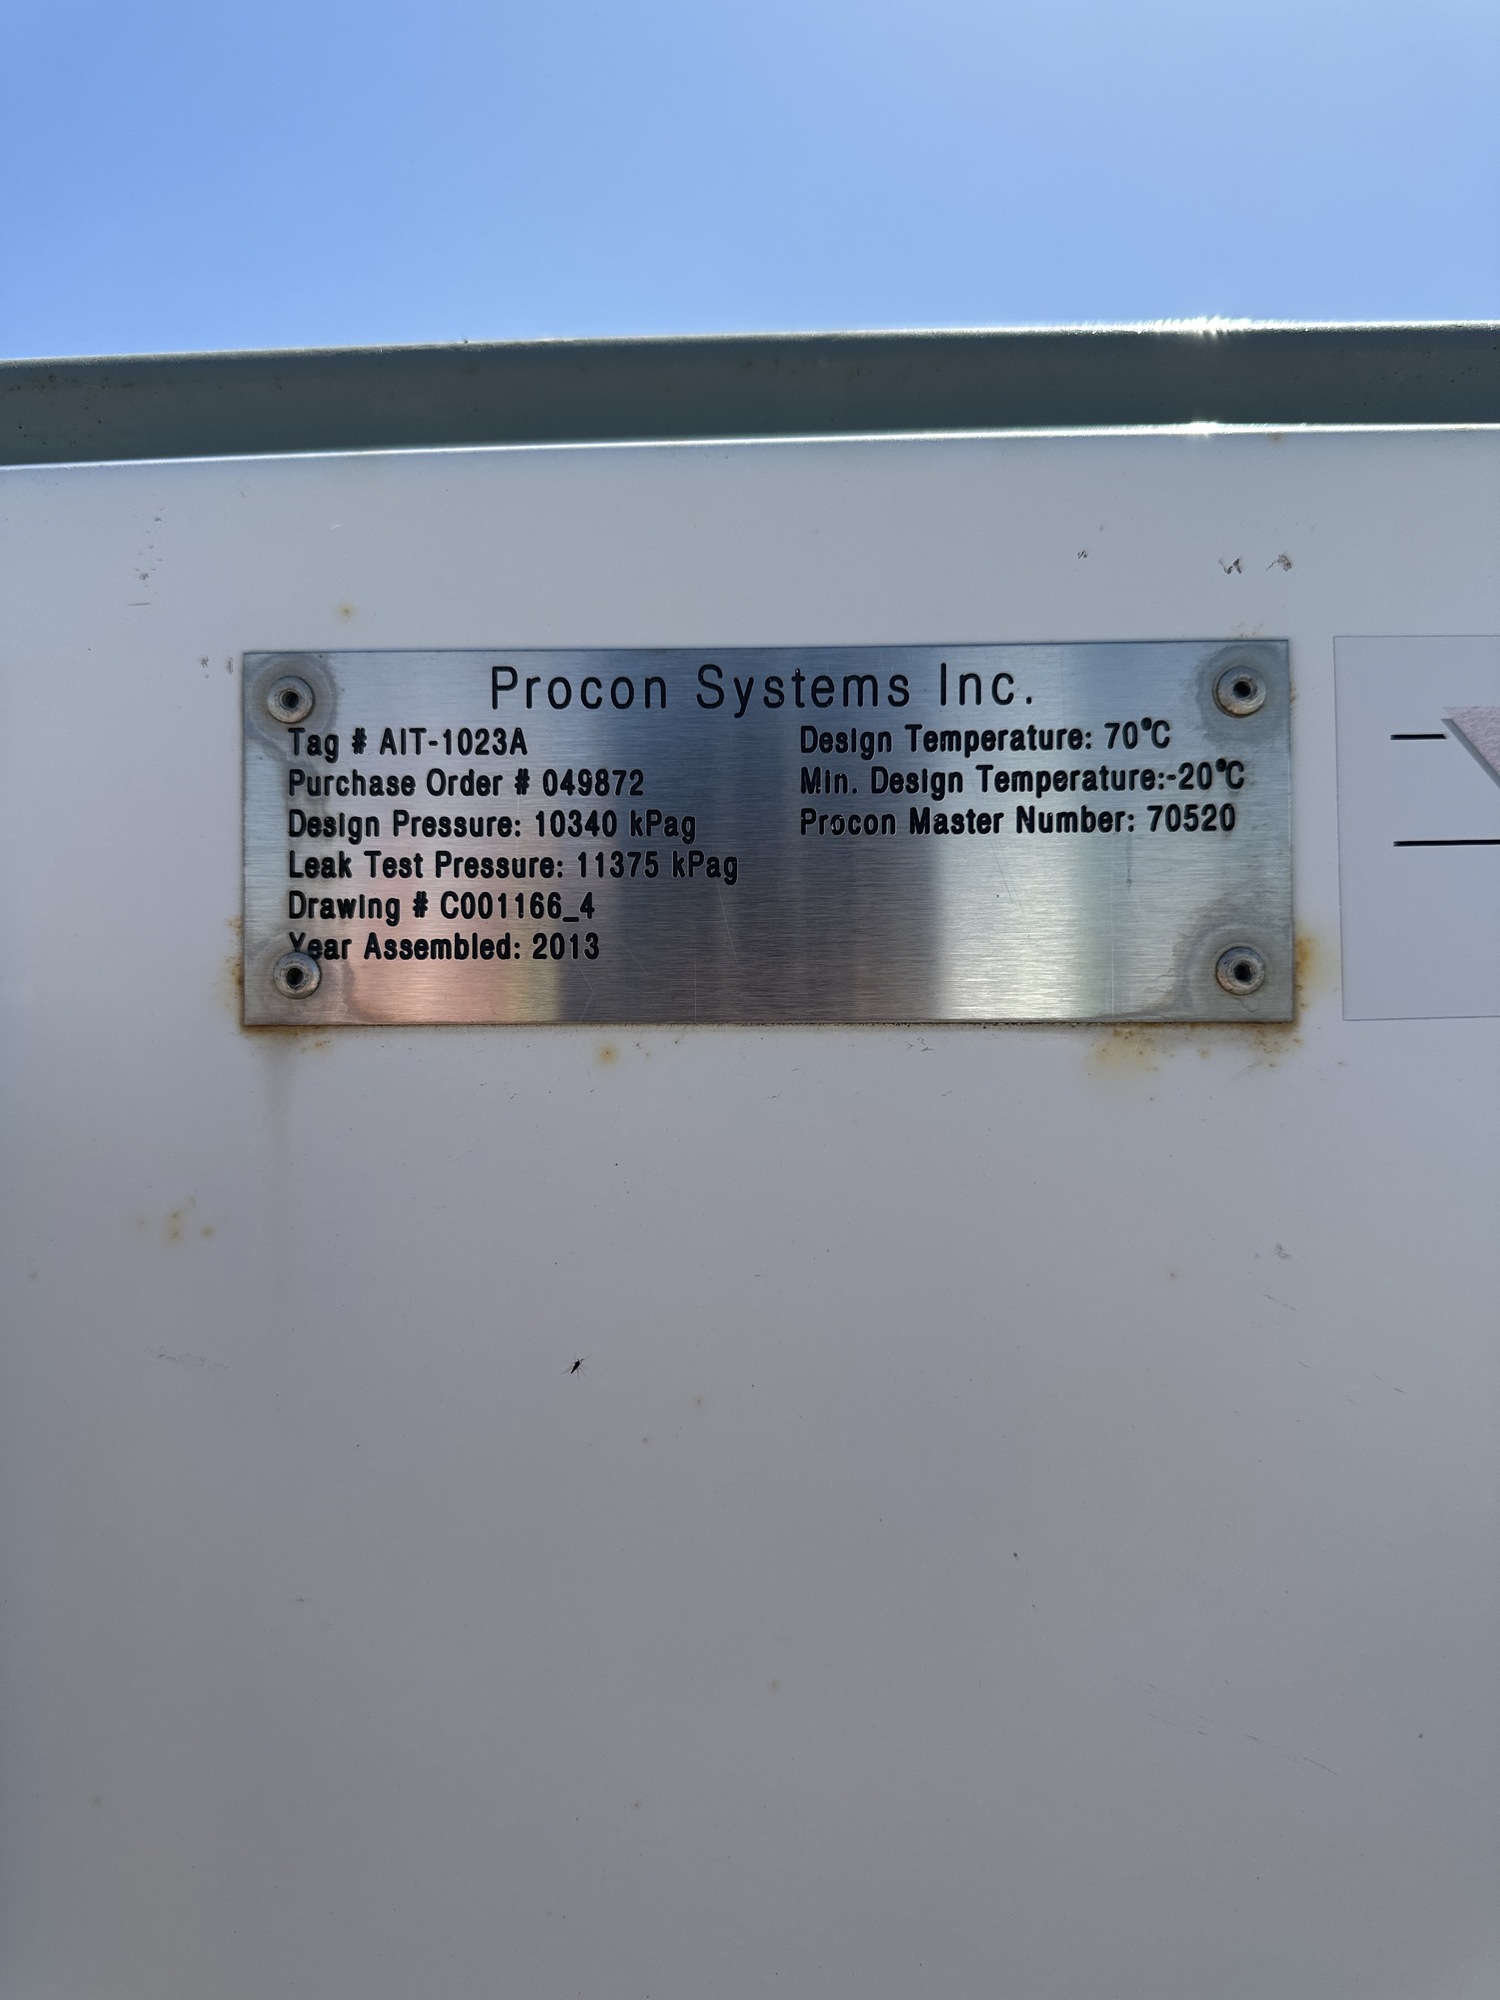 Procon Systems Inc.
Tag # AIT-1023A
Purchase Order # 049872
Design Pressure: 10340 kPag
Leak Test Pressure: 11375 kPag
Drawing # C001166_4
Year Assembled: 2013
Design Temperature: 70°C
Min. Design Temperature:-20°C
Procon Master Number: 70520